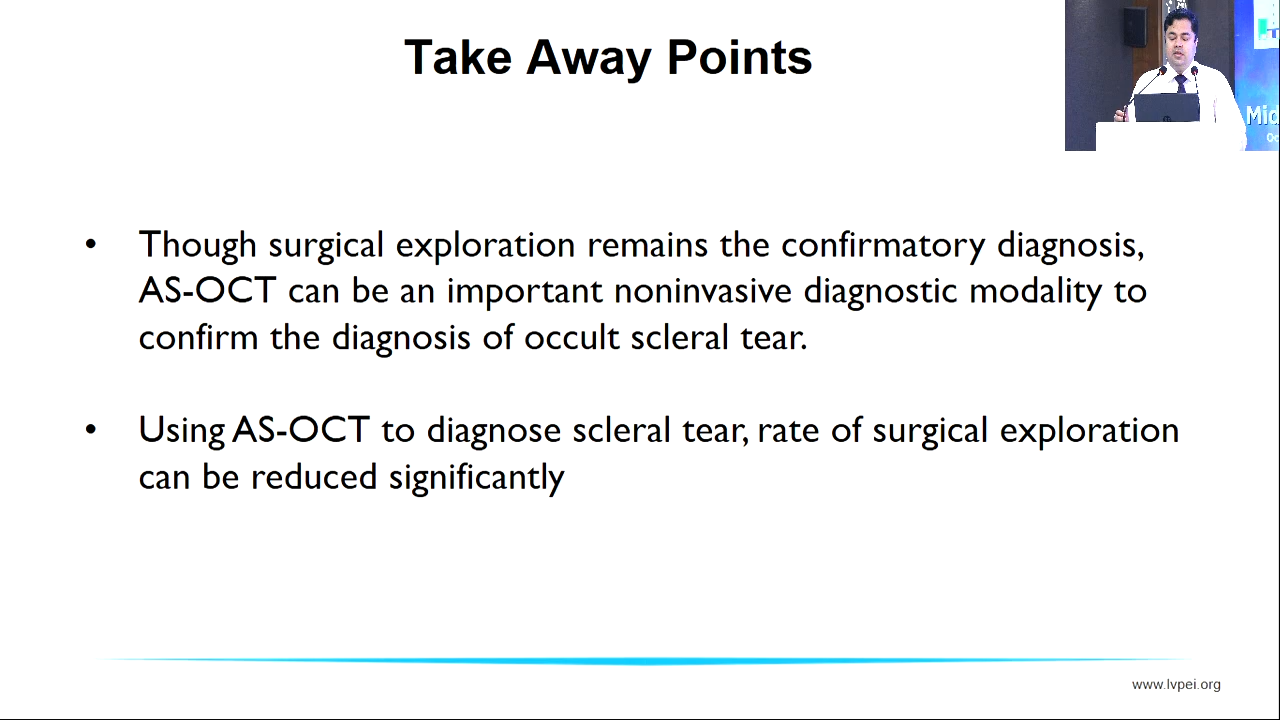 Take Away Points
Mid
• Though surgical exploration remains the confirmatory diagnosis,
AS-OCT can be an important noninvasive diagnostic modality to
confirm the diagnosis of occult scleral tear.
• Using AS-OCT to diagnose scleral tear, rate of surgical exploration
can be reduced significantly
www.lvpei.org